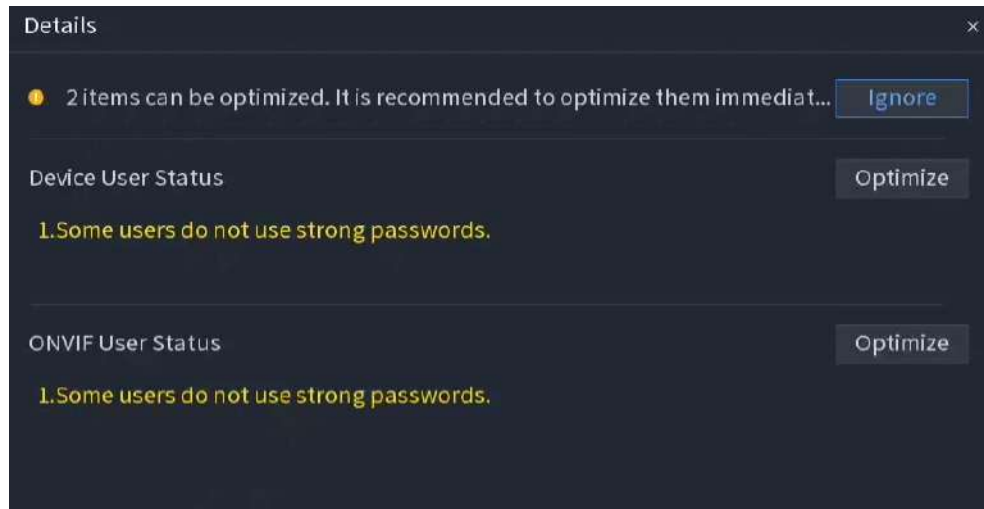 Details
×
2 items can be optimized. It is recommended to optimize them immediat...
Ignore
Device User Status
Optimize
1.Some users do not use strong passwords.
ONVIF User Status
Optimize
1.Some users do not use strong passwords.